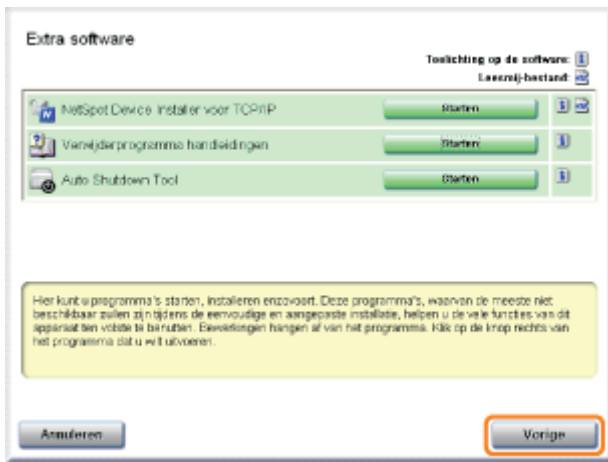 Extra software
Toelichting op de software:
Leesmij-bestand:
NetSpot Device Installer voor TCP/IP
Starten
Verwijderprogramma handleidingen
Starten
Auto Shutdown Tool
Starten
Hier kunt u programma's starten, installeren enzovoort. Deze programma's, waarvan de meeste niet
beschikbaar zullen zijn tijdens de eenvoudige en aangepaste installatie, helpen u de vele functies van dit
apparaat ten volste te benutten. Bewerkingen hangen af van het programma. Klik op de knop rechts van
het programma dat u wilt uitvoeren.
Annuleren
Vorige